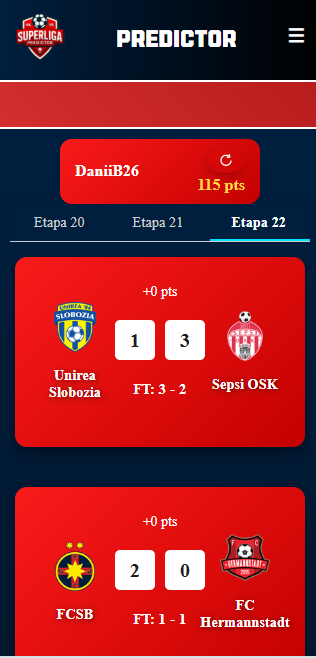 SUPERLIGA
PREDICTOR
PREDICTOR
DaniiB26
115 pts
Etapa 20
Etapa 21
Etapa 22
+0 pts
UNIREA '04
SLOBOZIA
SEPSI
1
3
Unirea
Slobozia
FT: 3 - 2
Sepsi OSK
+0 pts
F C
HERMANNSTADT
2015
2
0
FCSB
FT: 1 - 1
FC
Hermannstadt